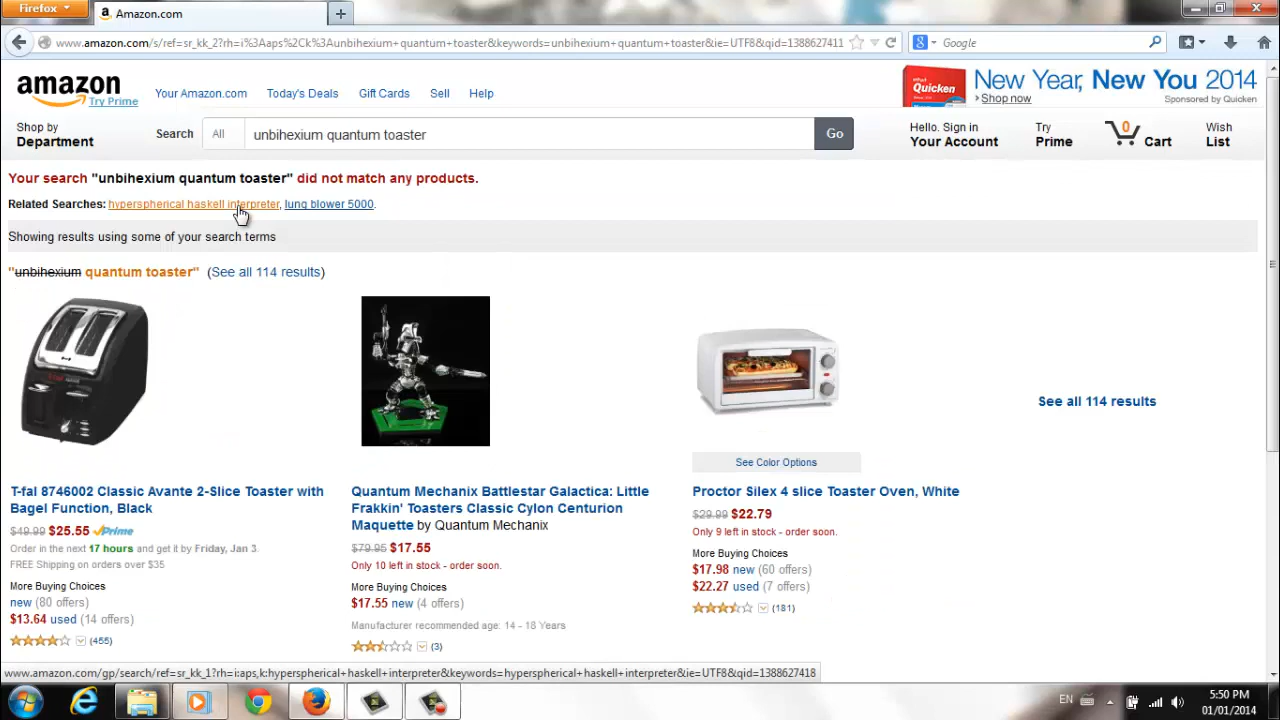 Firefox
Amazon.com
www.amazon.com/s/ref=sr_kk_2?rh=i%3Aaps%2Ck%3Aunbihexium+quantum+toaster&keywords=unbihexium+quantum+toaster&ie=UTF8&qid=1388627411
Google
amazon
Try Prime
Your Amazon.com Today's Deals Gift Cards Sell Help
Quicken
New Year, New You 2014
Shop now
Sponsored by Quicken
Shop by
Department
Search All unbihexium quantum toaster Go
Hello. Sign in
Your Account
Try
Prime
0
Cart
Wish
List
Your search "unbihexium quantum toaster" did not match any products.
Related Searches: hyperspherical haskell interpreter, lung blower 5000.
Showing results using some of your search terms
"unbihexium quantum toaster" (See all 114 results)
See Color Options
See all 114 results
T-fal 8746002 Classic Avante 2-Slice Toaster with
Bagel Function, Black
$49.99 $25.55 Prime
Order in the next 17 hours and get it by Friday, Jan 3.
FREE Shipping on orders over $35
More Buying Choices
new (80 offers)
$13.64 used (14 offers)
(455)
Quantum Mechanix Battlestar Galactica: Little
Frakkin' Toasters Classic Cylon Centurion
Maquette by Quantum Mechanix
$79.95 $17.55
Only 10 left in stock - order soon.
More Buying Choices
$17.55 new (4 offers)
Manufacturer recommended age: 14 - 18 Years
(3)
Proctor Silex 4 slice Toaster Oven, White
$29.99 $22.79
Only 9 left in stock - order soon.
More Buying Choices
$17.98 new (60 offers)
$22.27 used (7 offers)
(181)
www.amazon.com/gp/search/ref=sr_kk_1?rh=i:aps,k:hyperspherical+haskell+interpreter&keywords=hyperspherical+haskell+interpreter&ie=UTF8&qid=1388627418
EN
5:50 PM
01/01/2014